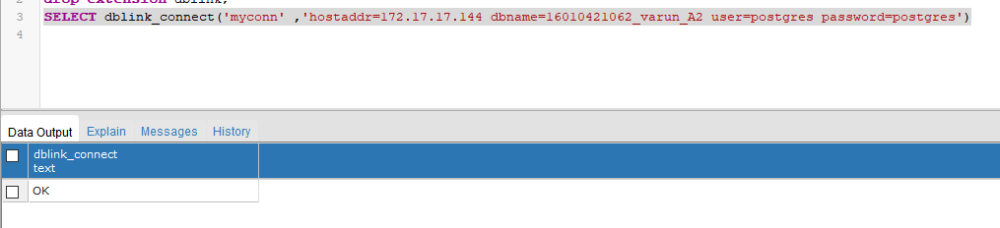 drop extension dblink;
3 SELECT dblink_connect('myconn' ,'hostaddr=172.17.17.144 dbname=16010421062_varun_A2 user=postgres password=postgres')
4
Data Output Explain Messages History
dblink_connect
text
OK